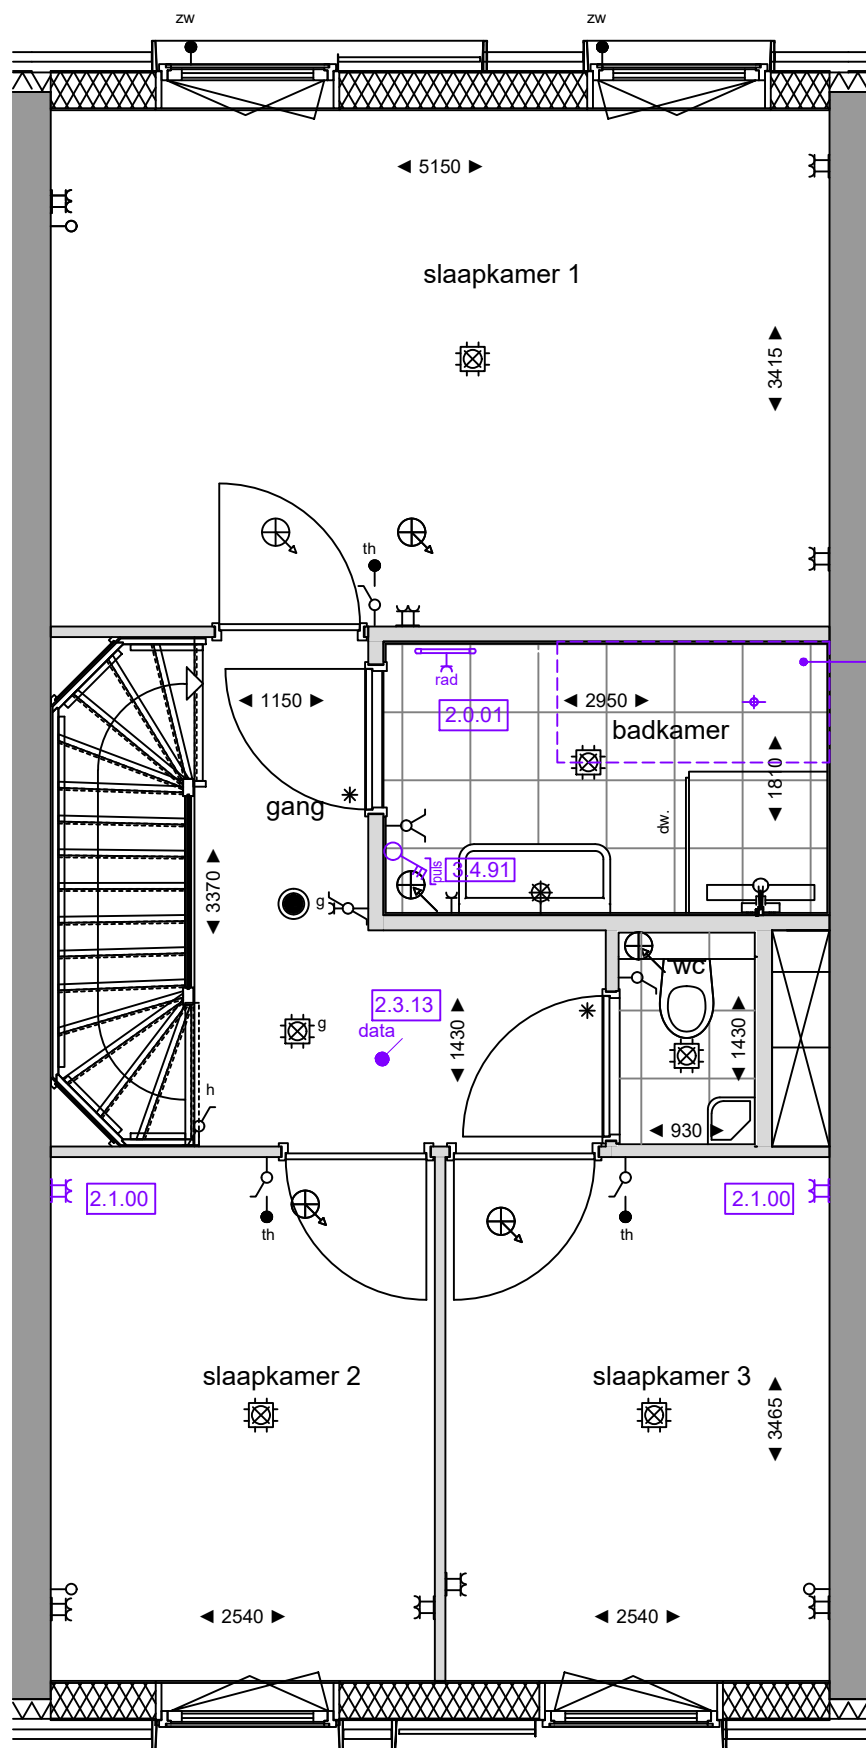 zw
zw
◄ 5150 ►
slaapkamer 1
◄ 3415 ►
th
rad
◄ 1150 ►
2.0.01
◄ 2950 ►
badkamer
◄ 1810 ►
gang
dw.
puls
3.4.91
◄ 3370 ►
g
wc
2.3.13
g
data
◄ 1430 ►
◄ 1430 ►
h
◄ 930 ►
2.1.00
2.1.00
th
th
slaapkamer 2
slaapkamer 3
◄ 3465 ►
◄ 2540 ►
◄ 2540 ►